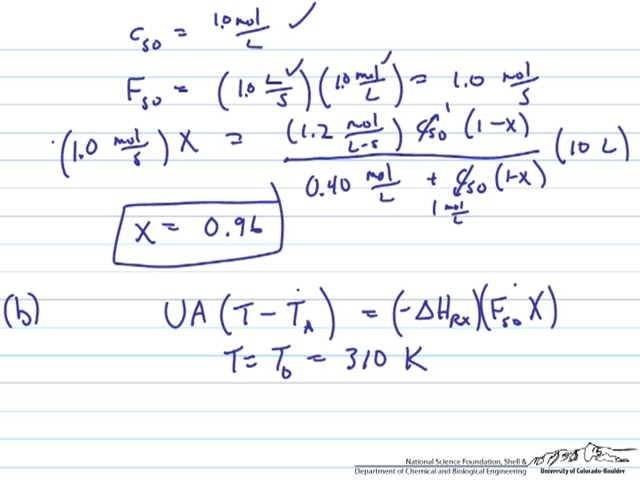 C_S0 = 1.0 mol/L ✓
F_S0 = (1.0 L/s ✓)(1.0 mol/L ✓) = 1.0 mol/s
(1.0 mol/s) X = (1.2 mol/L-s) C_S0 1 (1-X) / 0.40 mol/L + C_S0 (1-X) (10 L)
1 mol/L
X = 0.96
(b) UA (T - T_A) = (-ΔH_RX)(F_S0 X)
T = T_0 = 310 K
National Science Foundation, Shell &
Department of Chemical and Biological Engineering University of Colorado-Boulder